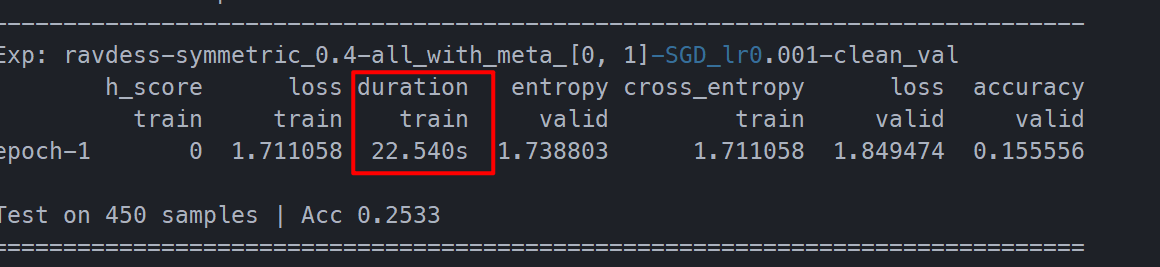 Exp: ravdess-symmetric_0.4-all_with_meta_[0, 1]-SGD_lr0.001-clean_val
h_score loss duration entropy cross_entropy loss accuracy
train train train valid train valid valid
epoch-1 0 1.711058 22.540s 1.738803 1.711058 1.849474 0.155556
Test on 450 samples | Acc 0.2533